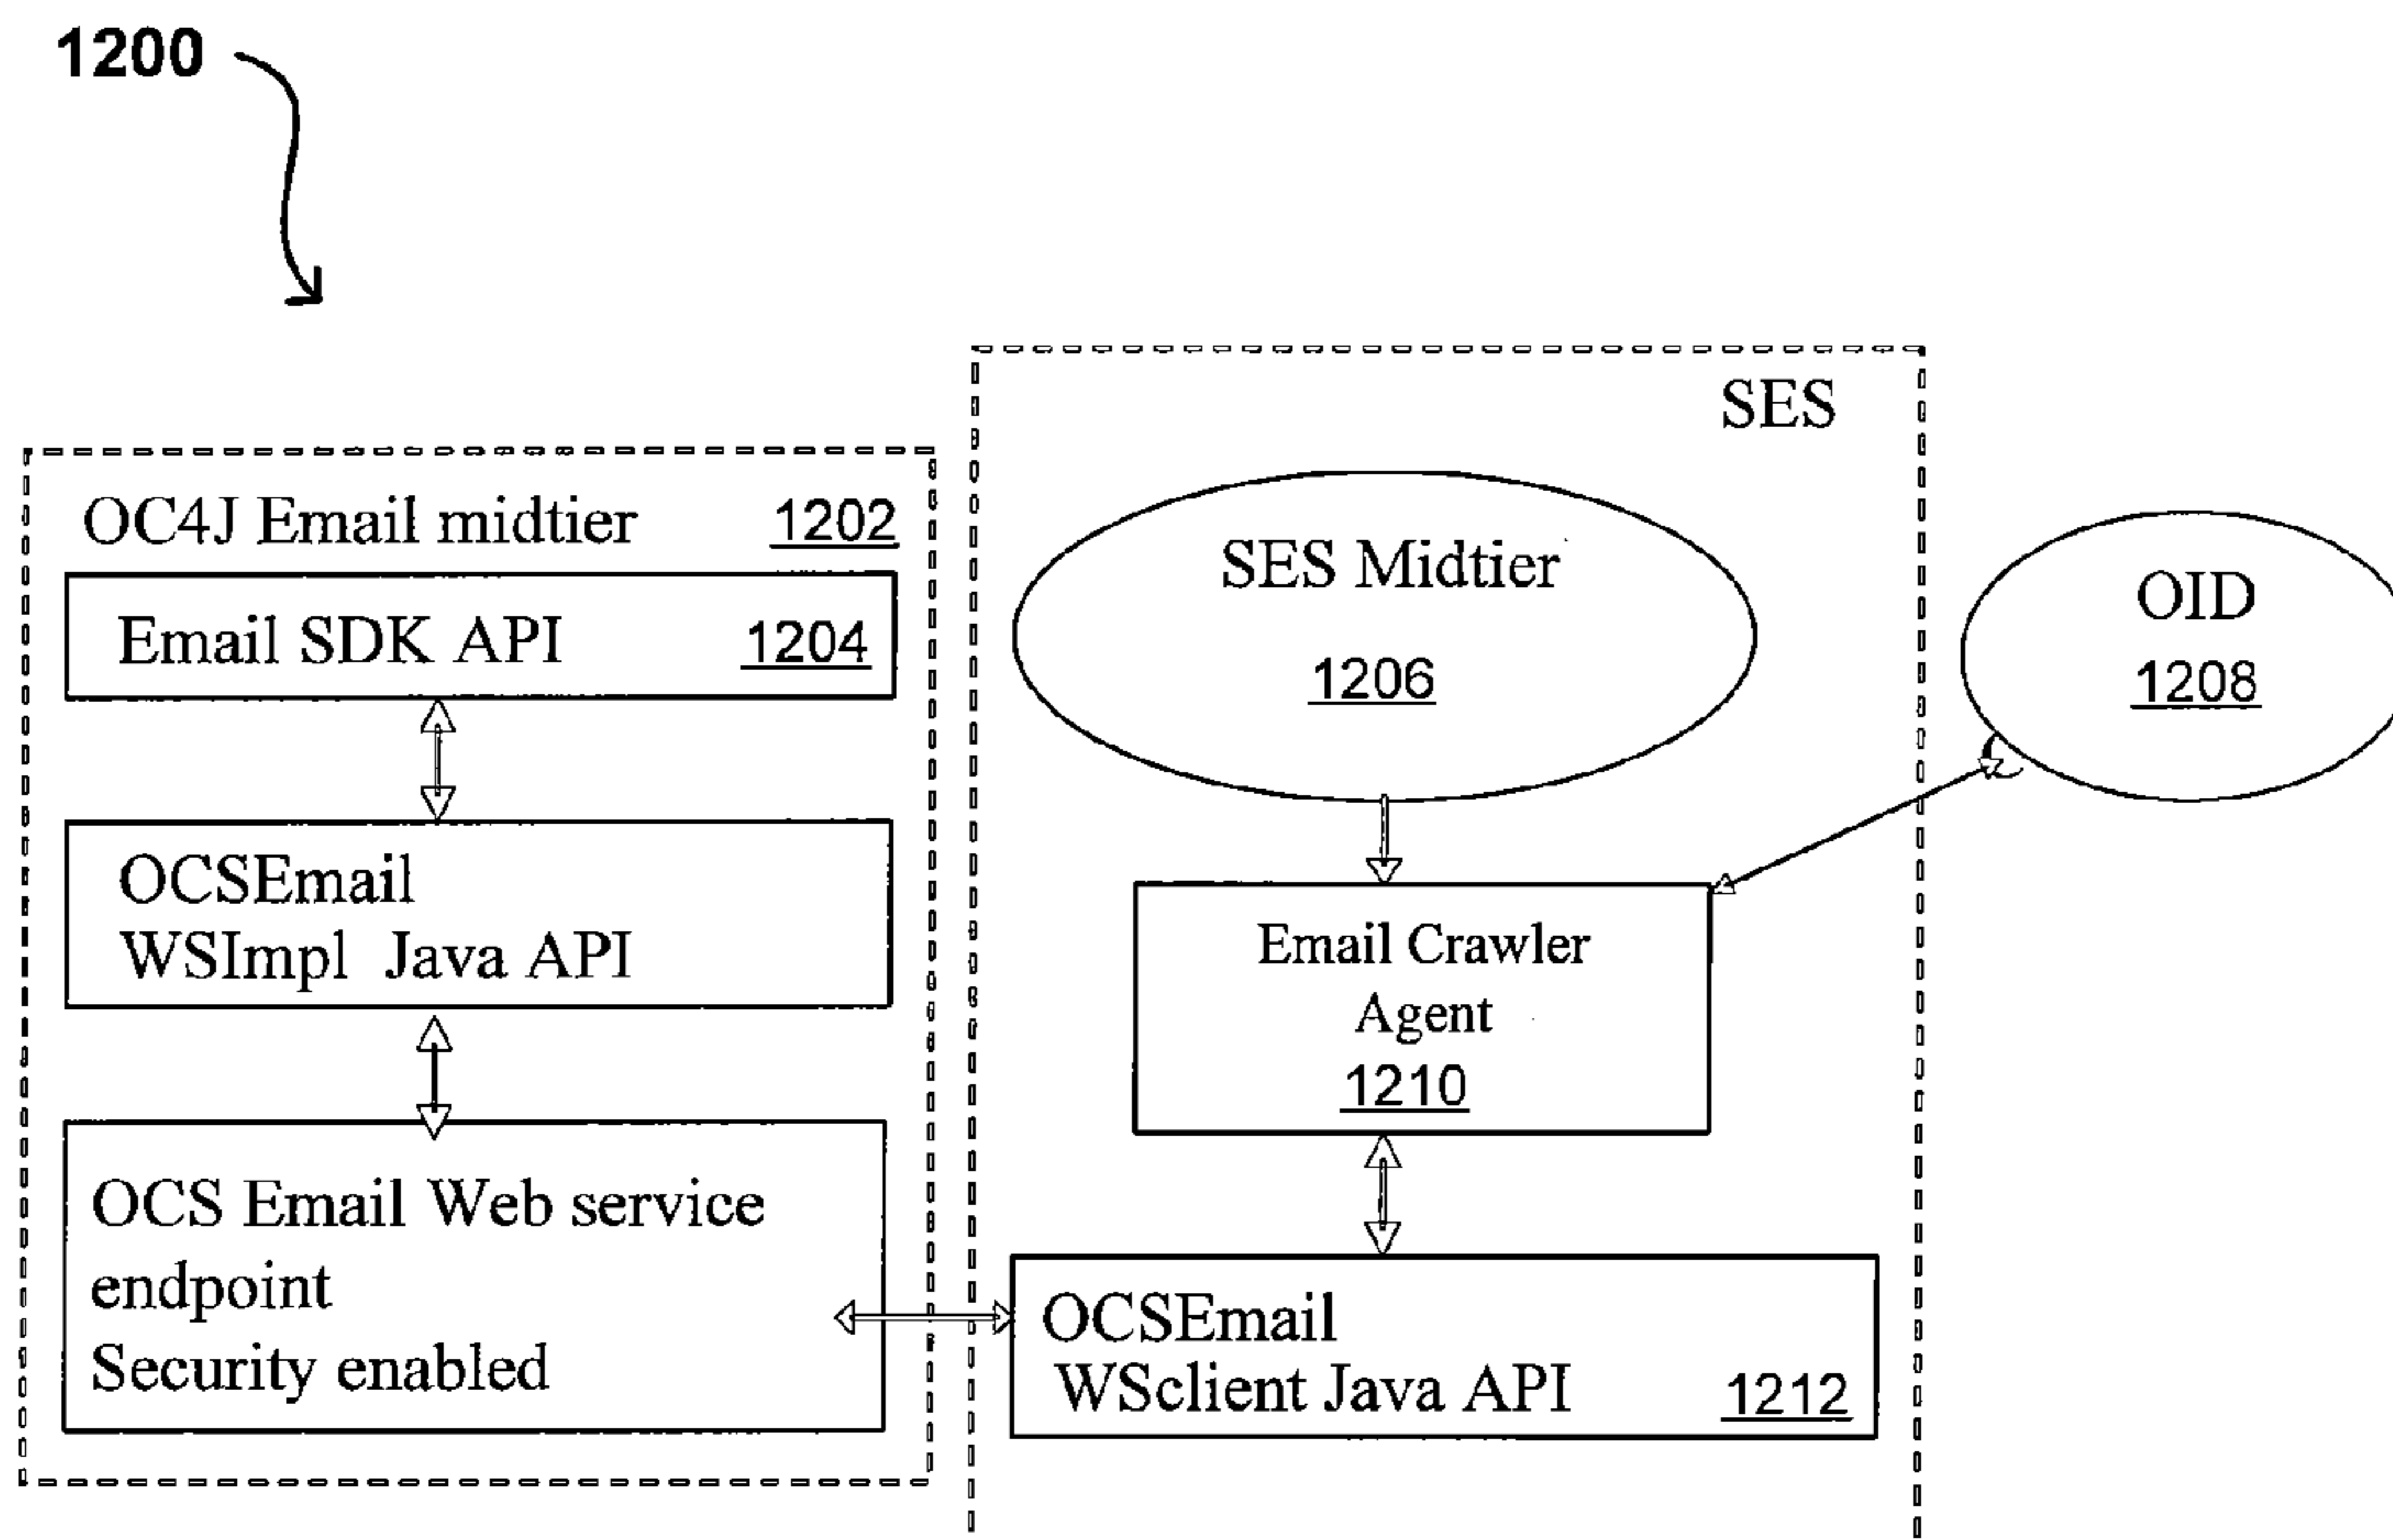 1200
SES
OC4J Email midtier 1202
Email SDK API 1204
OCSEmail
WSImpl Java API
OCS Email Web service
endpoint
Security enabled
SES Midtier
1206
OID
1208
Email Crawler
Agent
1210
OCSEmail
WSclient Java API 1212